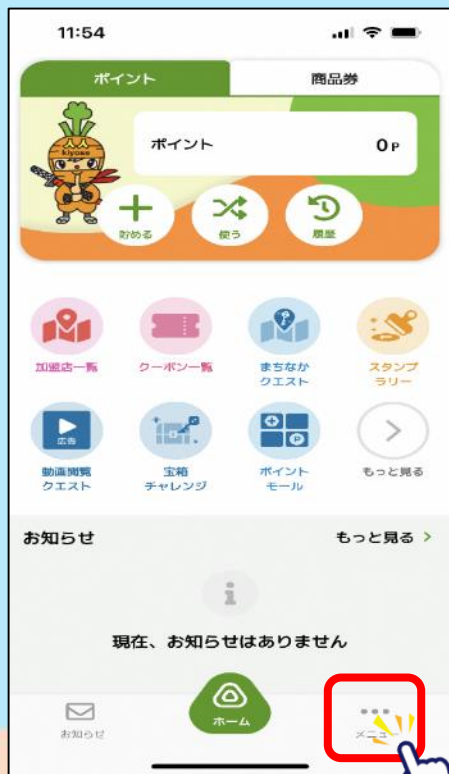 11:54
ポイント
商品券
kiyose
ポイント
0 P
貯める
使う
履歴
加盟店一覧
クーポン一覧
まちなか
クエスト
スタンプ
ラリー
広告
P
動画閲覧
クエスト
宝箱
チャレンジ
ポイント
モール
もっと見る
お知らせ
もっと見る
現在、お知らせはありません
お知らせ
ホーム
メニュー